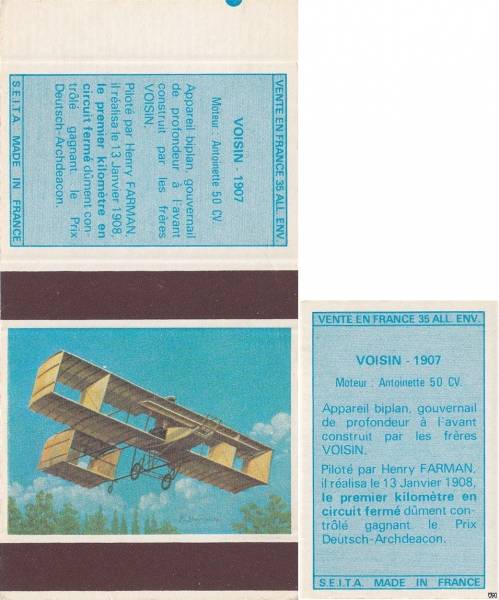 VENTE EN FRANCE 35 ALL. ENV.
VOISIN - 1907
Moteur : Antoinette 50 CV.
Appareil biplan, gouvernail
de profondeur à l'avant
construit par les frères
VOISIN.
Piloté par Henry FARMAN,
il réalisa le 13 Janvier 1908,
le premier kilomètre en
circuit fermé dûment con-
trôlé gagnant le Prix
Deutsch-Archdeacon.
S.E.I.T.A. MADE IN FRANCE
VENTE EN FRANCE 35 ALL. ENV.
VOISIN - 1907
Moteur : Antoinette 50 CV.
Appareil biplan, gouvernail
de profondeur à l'avant
construit par les frères
VOISIN.
Piloté par Henry FARMAN,
il réalisa le 13 Janvier 1908,
le premier kilomètre en
circuit fermé dûment con-
trôlé gagnant le Prix
Deutsch-Archdeacon.
S.E.I.T.A. MADE IN FRANCE